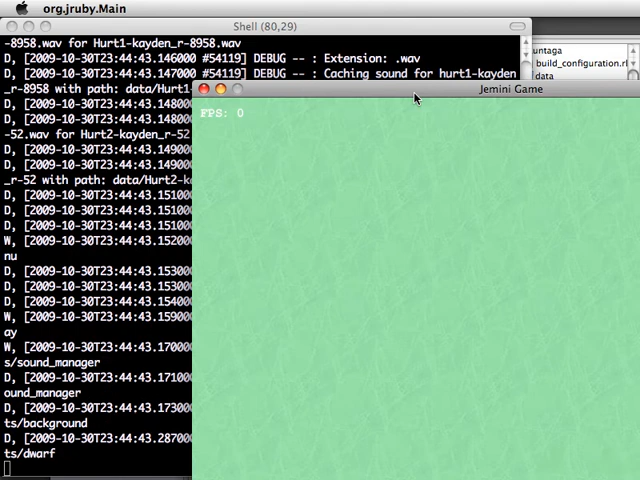 org.jruby.Main
Shell (80,29)
-8958.wav for Hurt1-kayden_r-8958.wav
D, [2009-10-30T23:44:43.146000 #54119] DEBUG -- : Extension: .wav
D, [2009-10-30T23:44:43.147000 #54119] DEBUG -- : Caching sound for hurt1-kayden
_r-8958 with path: data/Hurt1-
D, [2009-10-30T23:44:43.148000
D, [2009-10-30T23:44:43.148000
-52.wav for Hurt2-kayden_r-52
D, [2009-10-30T23:44:43.149000
D, [2009-10-30T23:44:43.149000
_r-52 with path: data/Hurt2-k
D, [2009-10-30T23:44:43.151000
D, [2009-10-30T23:44:43.151000
D, [2009-10-30T23:44:43.151000
W, [2009-10-30T23:44:43.152000
nu
D, [2009-10-30T23:44:43.153000
D, [2009-10-30T23:44:43.153000
D, [2009-10-30T23:44:43.154000
W, [2009-10-30T23:44:43.159000
ay
W, [2009-10-30T23:44:43.170000
s/sound_manager
D, [2009-10-30T23:44:43.171000
ound_manager
D, [2009-10-30T23:44:43.173000
ts/background
D, [2009-10-30T23:44:43.287000
ts/dwarf
untaga
build_configuration.r
data
Jemini Game
FPS: 0